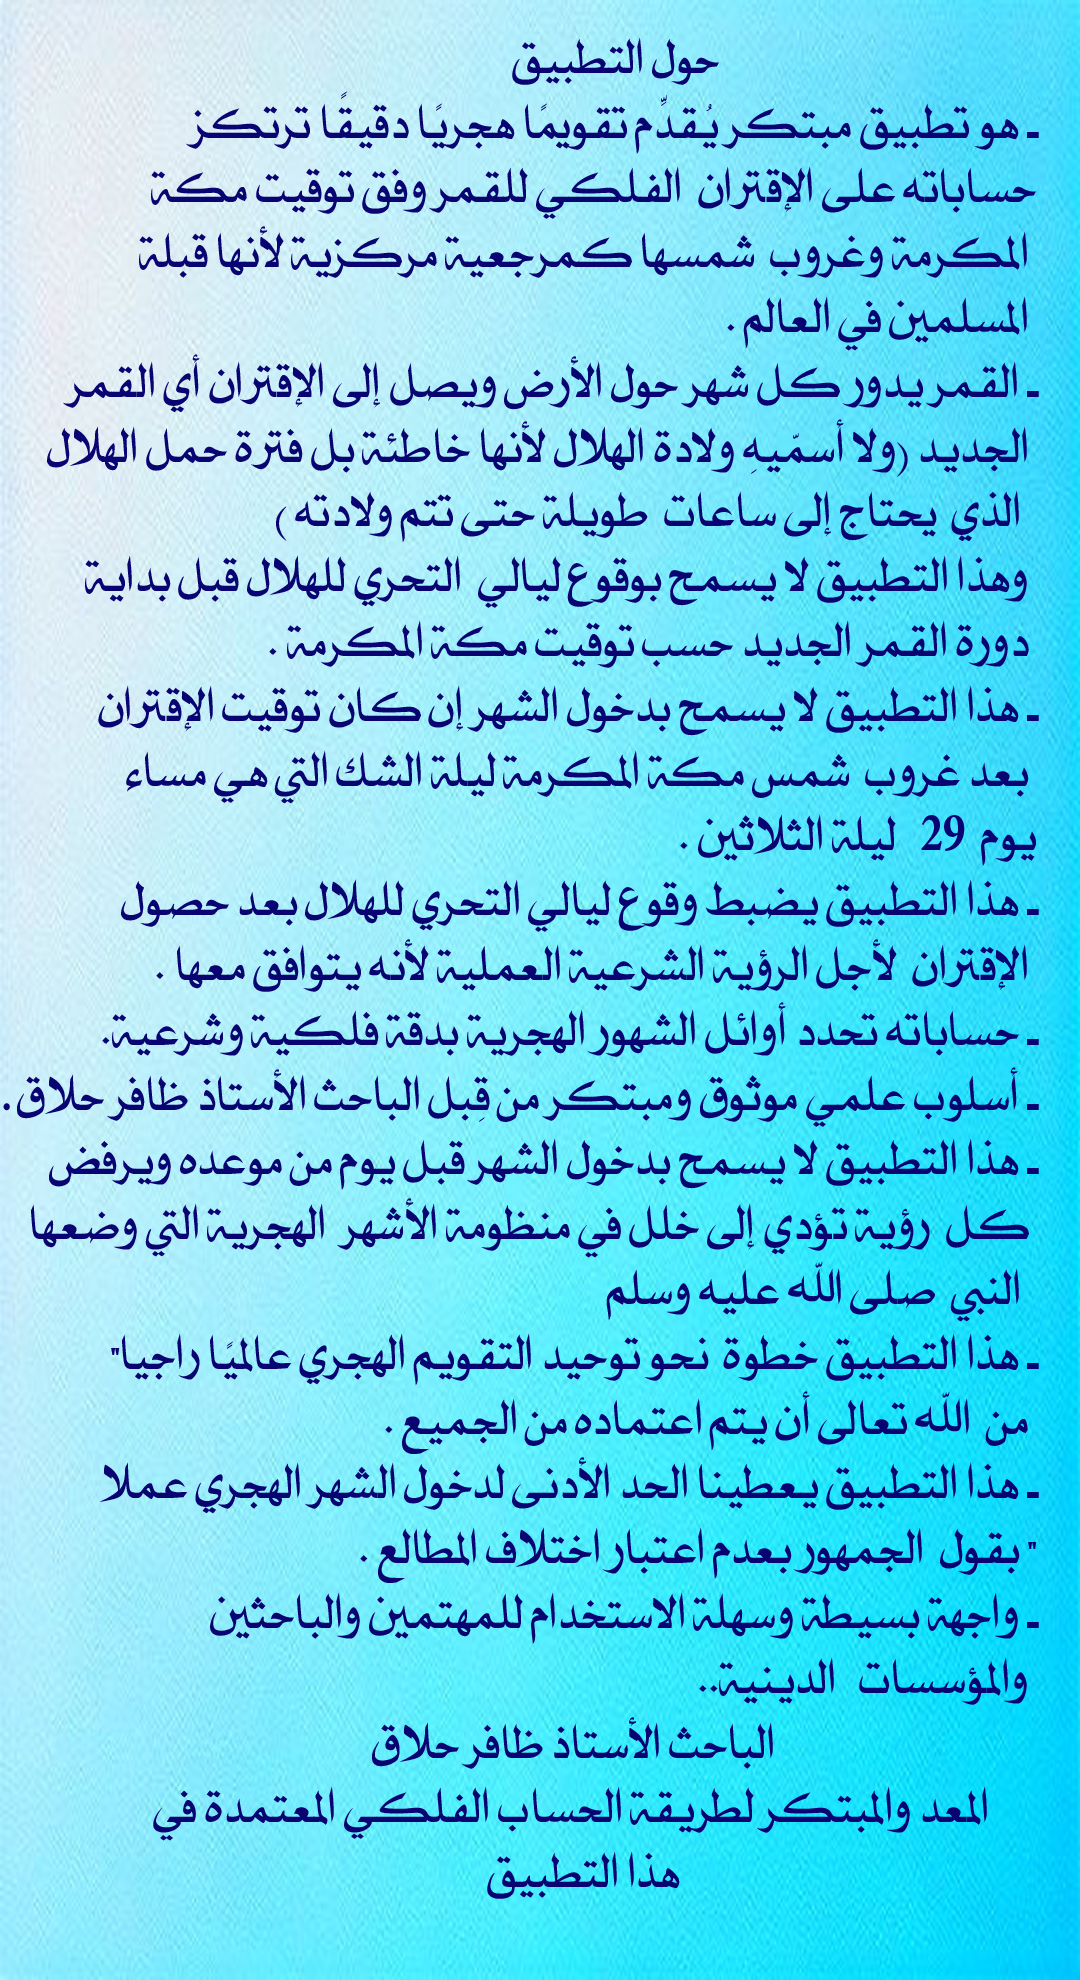 حول التطبيق
ـ هو تطبيق مبتكر يُقدِّم تقويمًا هجريًا دقيقًا ترتكز
حساباته على الإقتران الفلكي للقمر وفق توقيت مكة
المكرمة وغروب شمسها كمرجعية مركزية لأنها قبلة
المسلمين في العالم .
ـ القمر يدور كل شهر حول الأرض ويصل إلى الإقتران أي القمر
الجديد (ولا أسمّيهِ ولادة الهلال لأنها خاطئة بل فترة حمل الهلال
الذي يحتاج إلى ساعات طويلة حتى تتم ولادته )
وهذا التطبيق لا يسمح بوقوع ليالي التحري للهلال قبل بداية
دورة القمر الجديد حسب توقيت مكة المكرمة .
ـ هذا التطبيق لا يسمح بدخول الشهر إن كان توقيت الإقتران
بعد غروب شمس مكة المكرمة ليلة الشك التي هي مساء
يوم 29 ليلة الثلاثين .
ـ هذا التطبيق يضبط وقوع ليالي التحري للهلال بعد حصول
الإقتران لأجل الرؤية الشرعية العملية لأنه يتوافق معها .
ـ حساباته تحدد أوائل الشهور الهجرية بدقة فلكية وشرعية.
ـ أسلوب علمي موثوق ومبتكر من قِبل الباحث الأستاذ ظافر حلاق.
ـ هذا التطبيق لا يسمح بدخول الشهر قبل يوم من موعده ويرفض
كل رؤية تؤدي إلى خلل في منظومة الأشهر الهجرية التي وضعها
النبي صلى الله عليه وسلم
ـ هذا التطبيق خطوة نحو توحيد التقويم الهجري عالميًا راجيا"
من الله تعالى أن يتم اعتماده من الجميع .
ـ هذا التطبيق يعطينا الحد الأدنى لدخول الشهر الهجري عملا
" بقول الجمهور بعدم اعتبار اختلاف المطالع .
ـ واجهة بسيطة وسهلة الاستخدام للمهتمين والباحثين
والمؤسسات الدينية..
الباحث الأستاذ ظافر حلاق
المعد والمبتكر لطريقة الحساب الفلكي المعتمدة في
هذا التطبيق